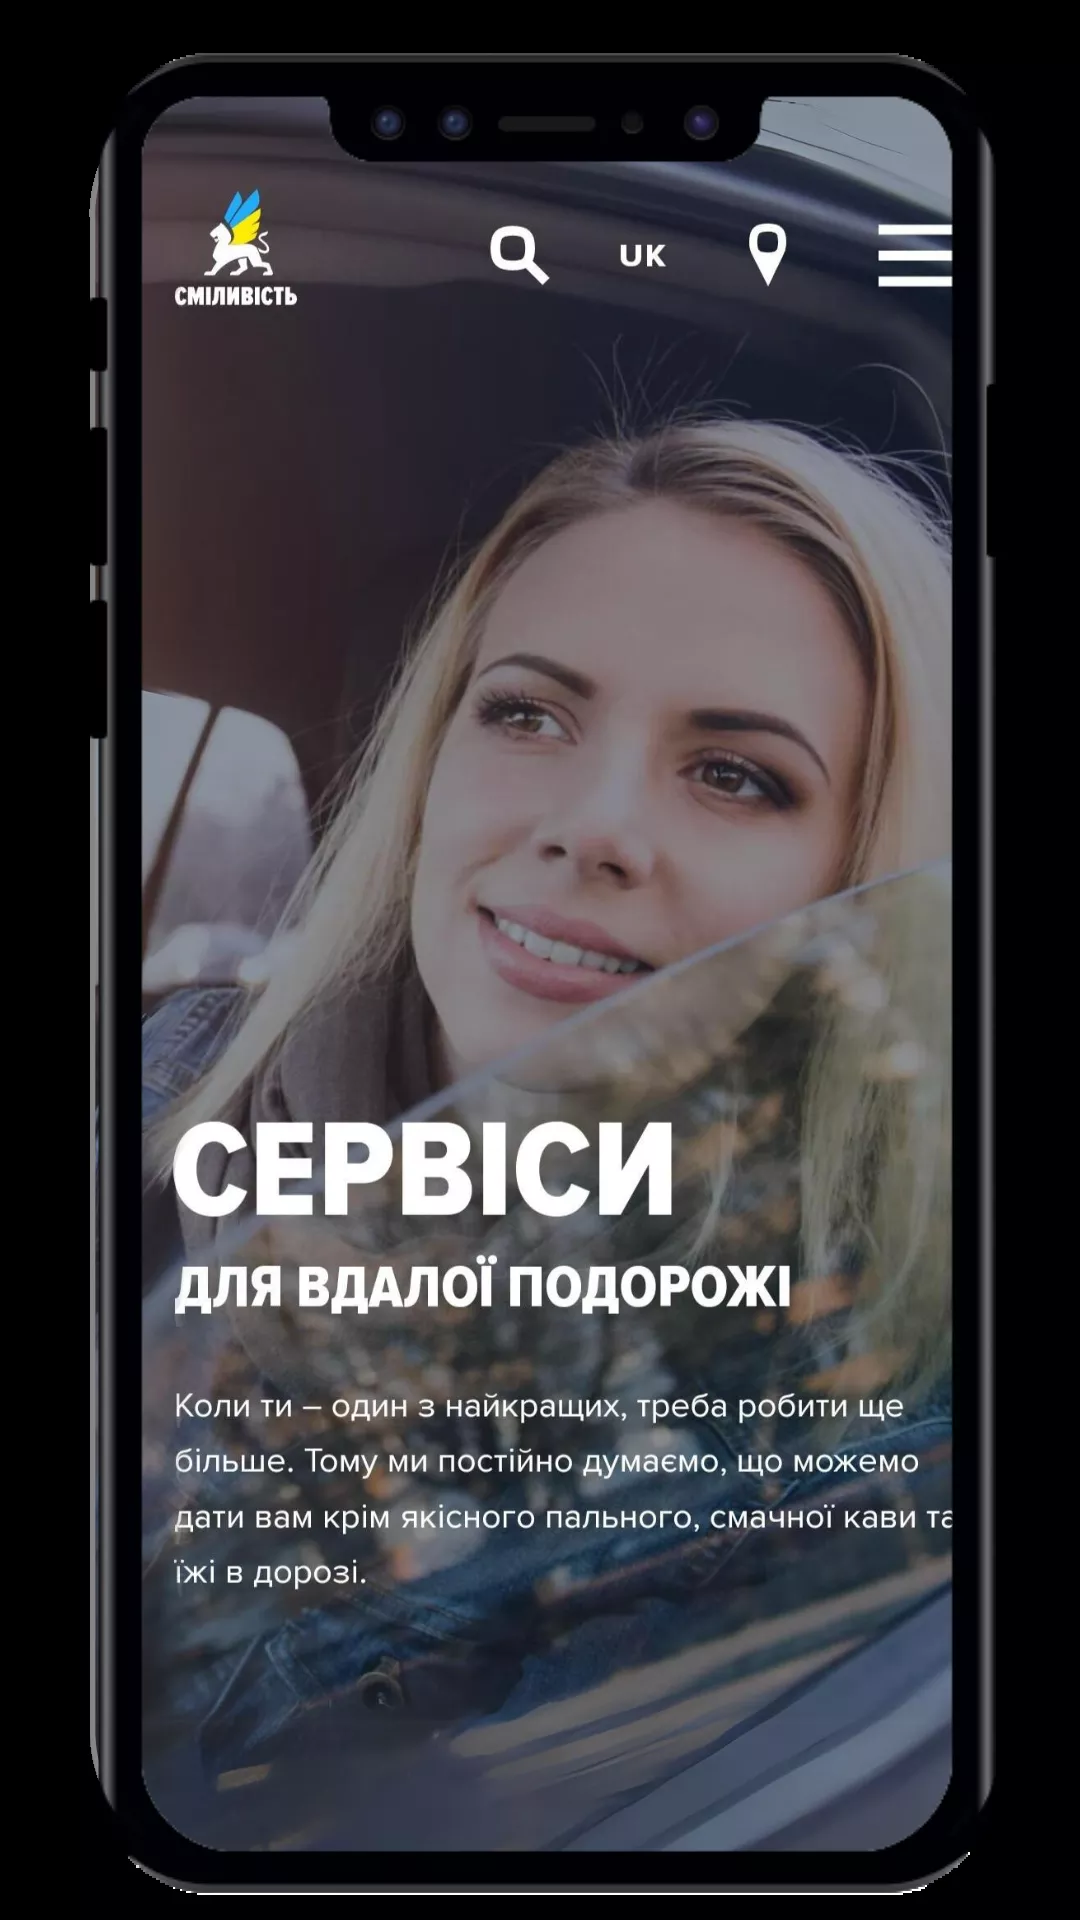 СМІЛИВІСТЬ
UK
СЕРВІСИ
ДЛЯ ВДАЛОЇ ПОДОРОЖІ
Коли ти – один з найкращих, треба робити ще
більше. Тому ми постійно думаємо, що можемо
дати вам крім якісного пального, смачної кави та
їжі в дорозі.